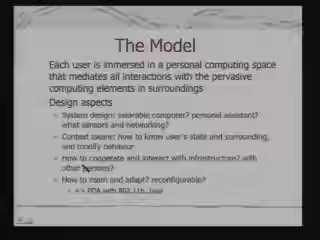 The Model
Each user is immersed in a personal computing space
that mediates all interactions with the pervasive
computing elements in surroundings
Design aspects
– System design: wearable computer? personal assistant?
what sensors and networking?
– Context aware: how to know user's state and surrounding,
and modify behavior
– How to cooperate and interact with infrastructure? with
other persons?
– How to roam and adapt? reconfigurable?
PDA with 802.11b,